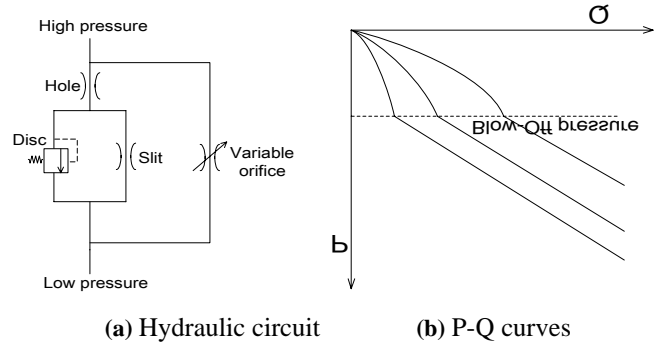 High pressure
Hole
Disc
Slit
Variable
orifice
Low pressure
Q
Blow-Off pressure
P
(a) Hydraulic circuit
(b) P-Q curves